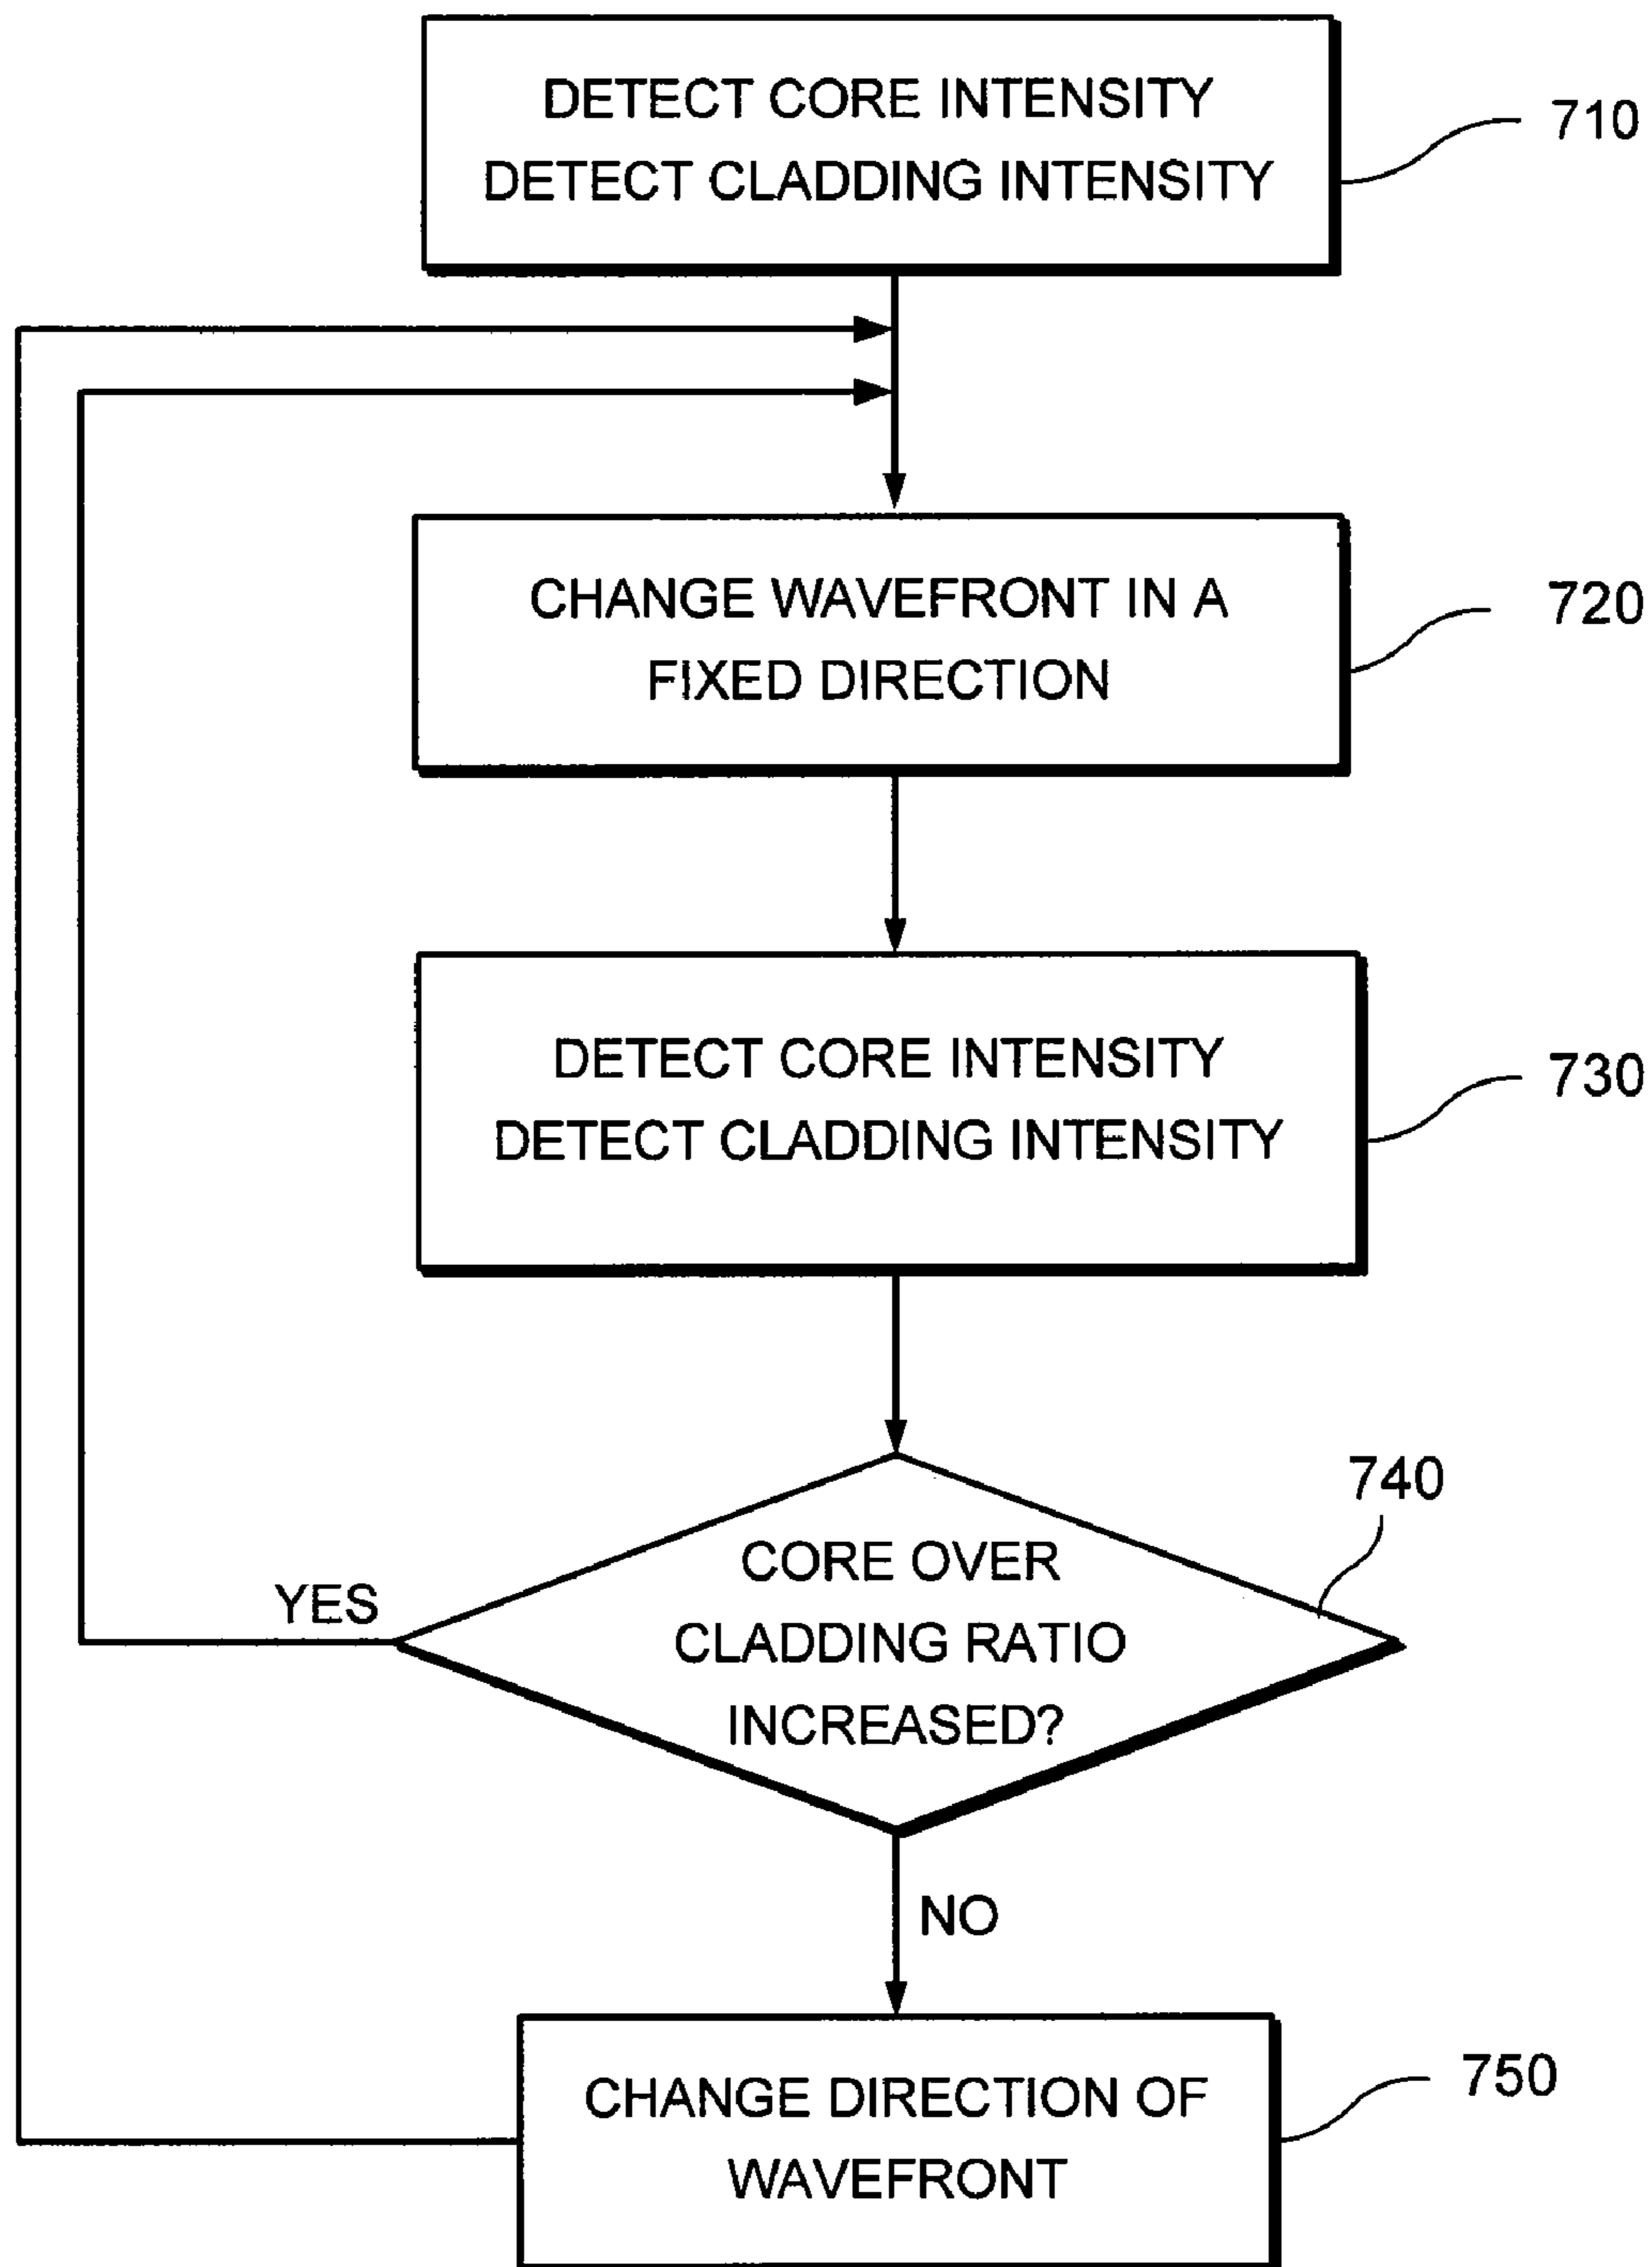 DETECT CORE INTENSITY
DETECT CLADDING INTENSITY
710
CHANGE WAVEFRONT IN A
FIXED DIRECTION
720
DETECT CORE INTENSITY
DETECT CLADDING INTENSITY
730
740
CORE OVER
CLADDING RATIO
INCREASED?
YES
NO
CHANGE DIRECTION OF
WAVEFRONT
750